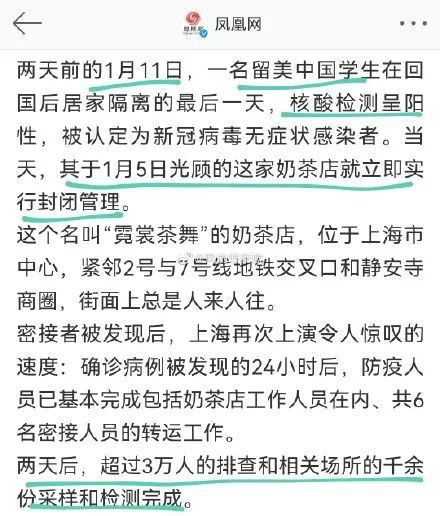 凤凰网
两天前的1月11日，一名留美中国学生在回
国后居家隔离的最后一天，核酸检测呈阳
性，被认定为新冠病毒无症状感染者。当
天，其于1月5日光顾的这家奶茶店就立即实
行封闭管理。
这个名叫“霓裳茶舞”的奶茶店，位于上海市
中心，紧邻2号与7号线地铁交叉口和静安寺
商圈，街面上总是人来人往。
密接者被发现后，上海再次上演令人惊叹的
速度：确诊病例被发现的24小时后，防疫人
员已基本完成包括奶茶店工作人员在内、共6
名密接人员的转运工作。
两天后，超过3万人的排查和相关场所的千余
份采样和检测完成。